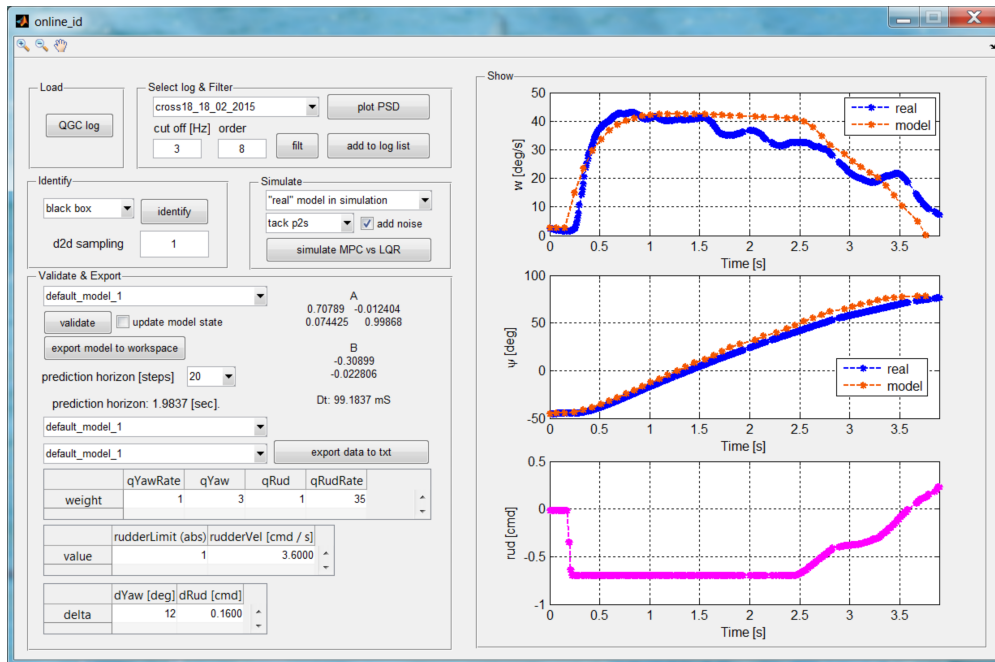 online_id
Load
QGC log
Select log & Filter
cross18_18_02_2015
plot PSD
cut off [Hz] order
3 8 filt add to log list
Identify
black box identify
d2d sampling 1
Simulate
"real" model in simulation
tack p2s add noise
simulate MPC vs LQR
Validate & Export
default_model_1
validate update model state
export model to workspace
prediction horizon [steps] 20
prediction horizon: 1.9837 [sec].
A
0.70789 -0.012404
0.074425 0.99868
B
-0.30899
-0.022806
Dt: 99.1837 mS
default_model_1
default_model_1 export data to txt
qYawRate qYaw qRud qRudRate
weight 1 3 1 35
rudderLimit (abs) rudderVel [cmd / s]
value 1 3.6000
dYaw [deg] dRud [cmd]
delta 12 0.1600
Show
w [deg/s]
50
40
30
20
10
0
real
model
0 0.5 1 1.5 2 2.5 3 3.5
Time [s]
ψ [deg]
100
50
0
-50
real
model
0 0.5 1 1.5 2 2.5 3 3.5
Time [s]
rud [cmd]
0.5
0
-0.5
-1
0 0.5 1 1.5 2 2.5 3 3.5
Time [s]